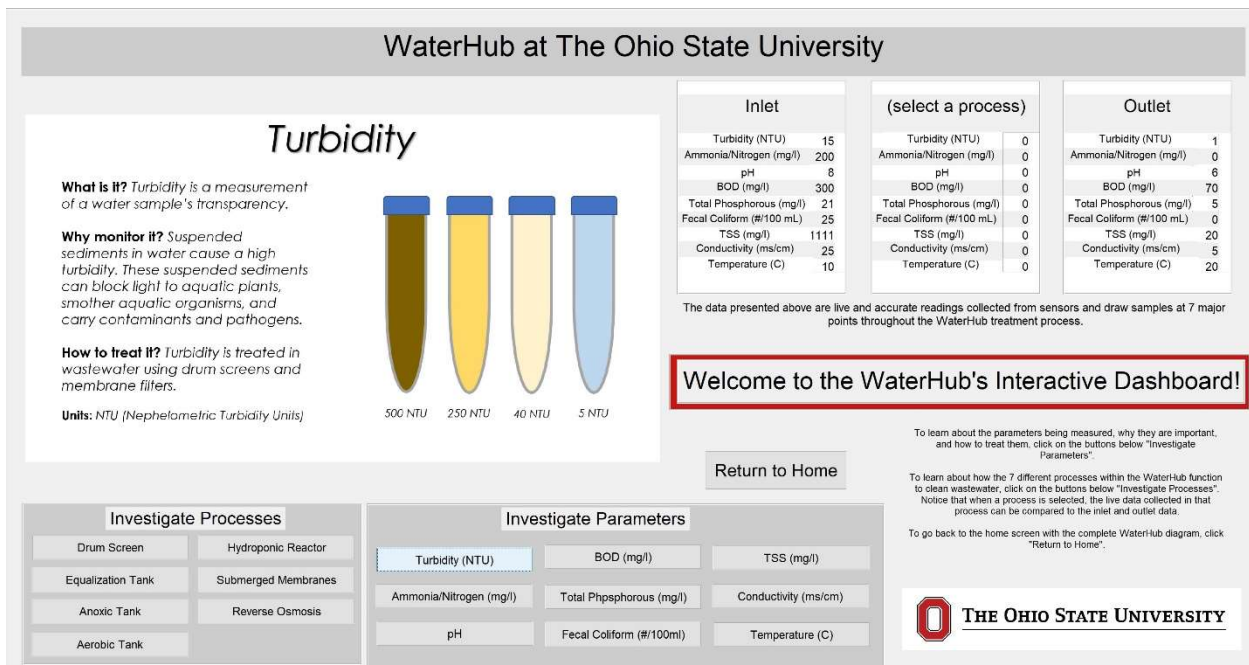 WaterHub at The Ohio State University
Turbidity
What is it? Turbidity is a measurement
of a water sample's transparency.
Why monitor it? Suspended
sediments in water cause a high
turbidity. These suspended sediments
can block light to aquatic plants,
smother aquatic organisms, and
carry contaminants and pathogens.
How to treat it? Turbidity is treated in
wastewater using drum screens and
membrane filters.
Units: NTU (Nephelometric Turbidity Units)
500 NTU 250 NTU 40 NTU 5 NTU
Inlet
Turbidity (NTU) 15
Ammonia/Nitrogen (mg/l) 200
pH 8
BOD (mg/l) 300
Total Phosphorous (mg/l) 21
Fecal Coliform (#/100 mL) 25
TSS (mg/l) 1111
Conductivity (ms/cm) 25
Temperature (C) 10
(select a process)
Turbidity (NTU) 0
Ammonia/Nitrogen (mg/l) 0
pH 0
BOD (mg/l) 0
Total Phosphorous (mg/l) 0
Fecal Coliform (#/100 mL) 0
TSS (mg/l) 0
Conductivity (ms/cm) 0
Temperature (C) 0
Outlet
Turbidity (NTU) 1
Ammonia/Nitrogen (mg/l) 0
pH 6
BOD (mg/l) 70
Total Phosphorous (mg/l) 5
Fecal Coliform (#/100 mL) 0
TSS (mg/l) 20
Conductivity (ms/cm) 5
Temperature (C) 20
The data presented above are live and accurate readings collected from sensors and draw samples at 7 major
points throughout the WaterHub treatment process.
Welcome to the WaterHub's Interactive Dashboard!
Return to Home
To learn about the parameters being measured, why they are important,
and how to treat them, click on the buttons below "Investigate
Parameters".
To learn about how the 7 different processes within the WaterHub function
to clean wastewater, click on the buttons below "Investigate Processes".
Notice that when a process is selected, the live data collected in that
process can be compared to the inlet and outlet data.
To go back to the home screen with the complete WaterHub diagram, click
"Return to Home".
Investigate Processes
Drum Screen Hydroponic Reactor
Equalization Tank Submerged Membranes
Anoxic Tank Reverse Osmosis
Aerobic Tank
Investigate Parameters
Turbidity (NTU) BOD (mg/l) TSS (mg/l)
Ammonia/Nitrogen (mg/l) Total Phpsphorous (mg/l) Conductivity (ms/cm)
pH Fecal Coliform (#/100ml) Temperature (C)
THE OHIO STATE UNIVERSITY